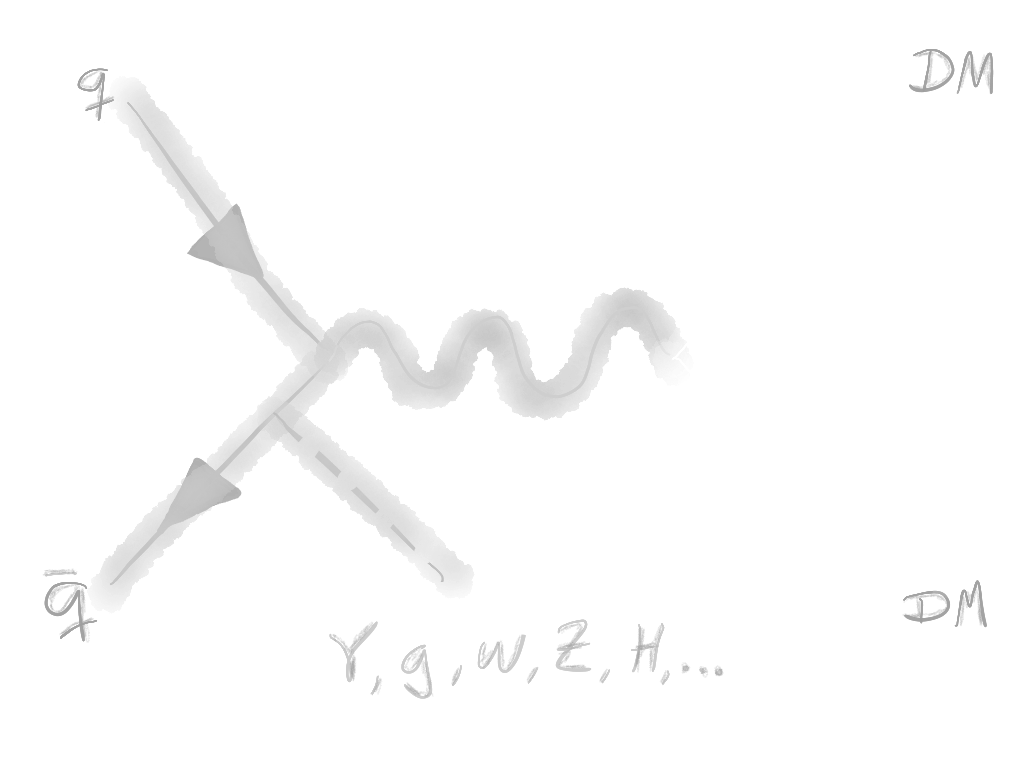 q DM
q̄ DM
γ, g, W, Z, H, ...